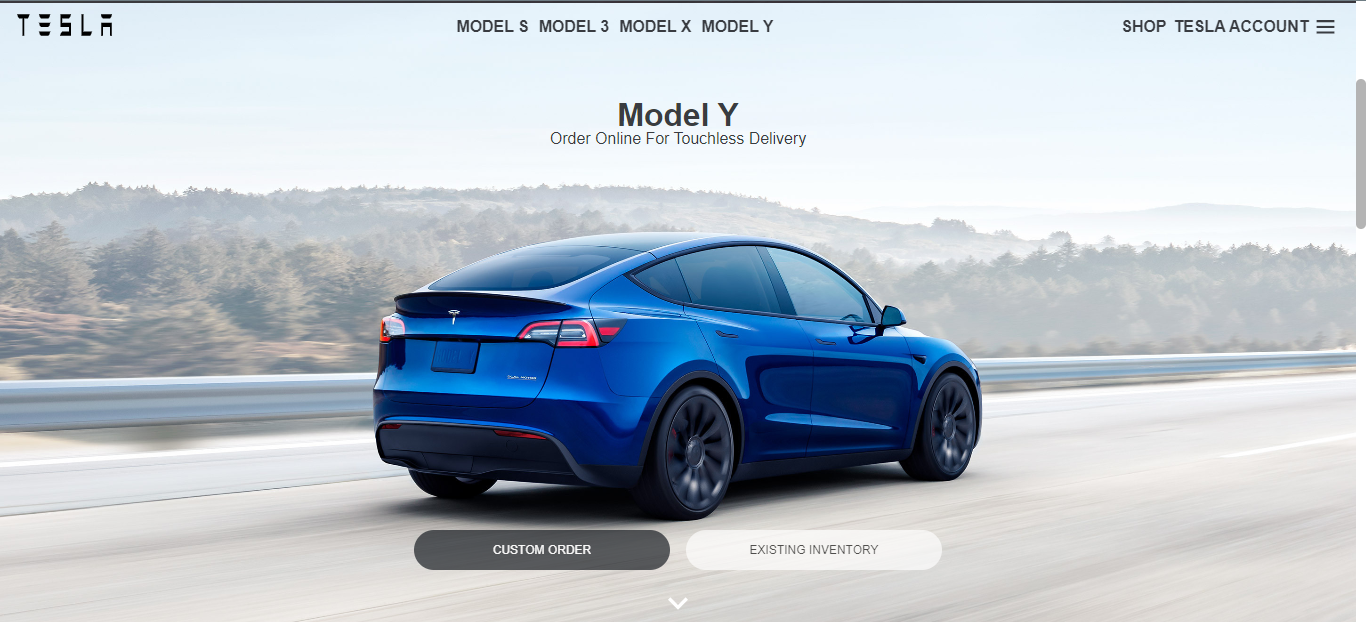 TESLA
MODEL S MODEL 3 MODEL X MODEL Y
SHOP TESLA ACCOUNT
Model Y
Order Online For Touchless Delivery
CUSTOM ORDER
EXISTING INVENTORY